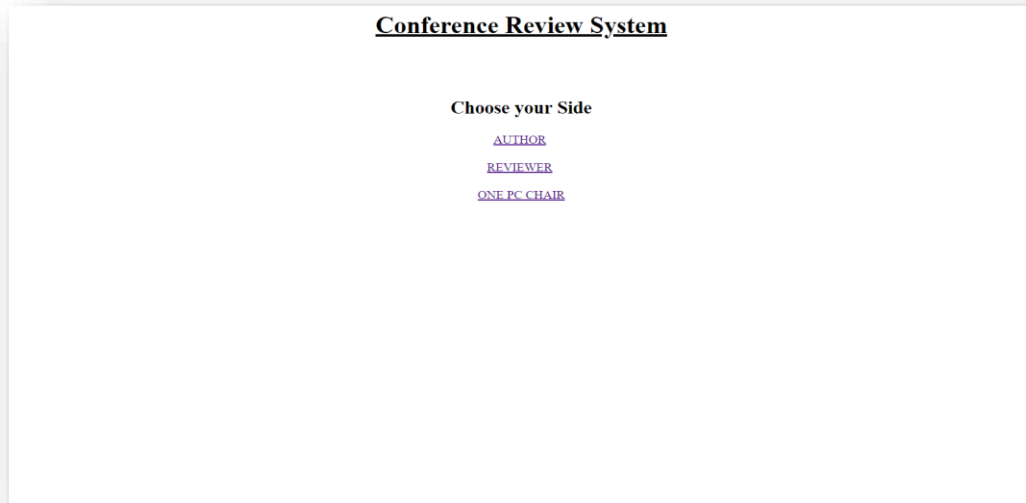 Conference Review System
Choose your Side
AUTHOR
REVIEWER
ONE PC CHAIR